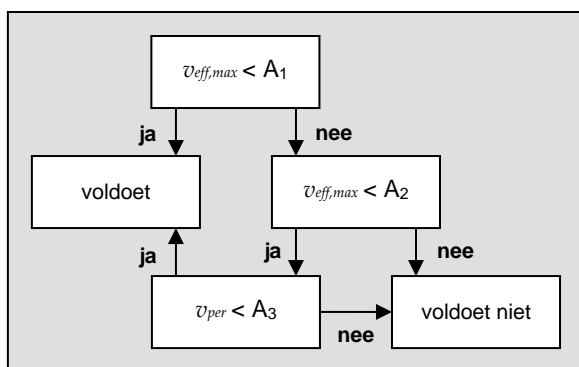 v_eff,max < A₁
ja
nee
voldoet
v_eff,max < A₂
ja
ja
nee
v_per < A₃
nee
voldoet niet